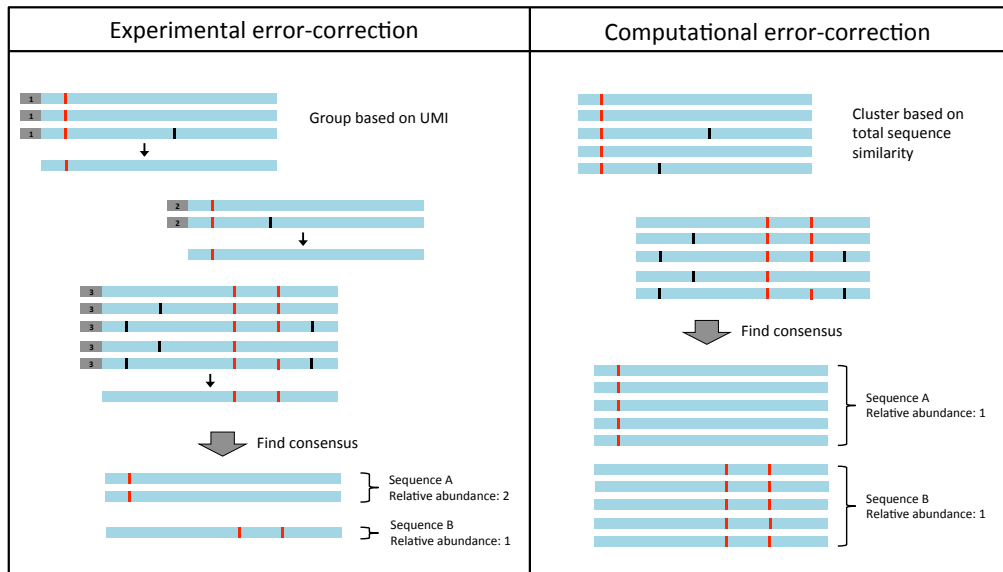 Experimental error-correction
1
1
1
Group based on UMI
2
2
3
3
3
3
3
Find consensus
Sequence A
Relative abundance: 2
Sequence B
Relative abundance: 1
Computational error-correction
Cluster based on
total sequence
similarity
Find consensus
Sequence A
Relative abundance: 1
Sequence B
Relative abundance: 1